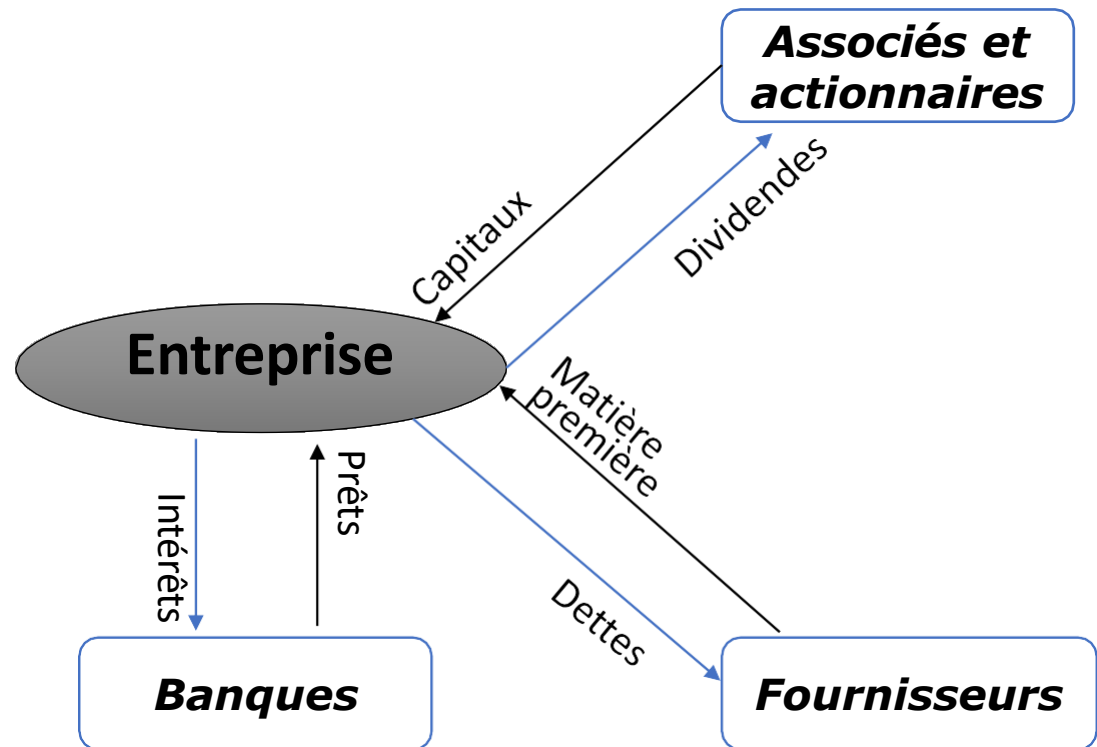 Associés et
actionnaires
Capitaux
Dividendes
Entreprise
Matière
première
Prêts
Intérêts
Dettes
Banques
Fournisseurs